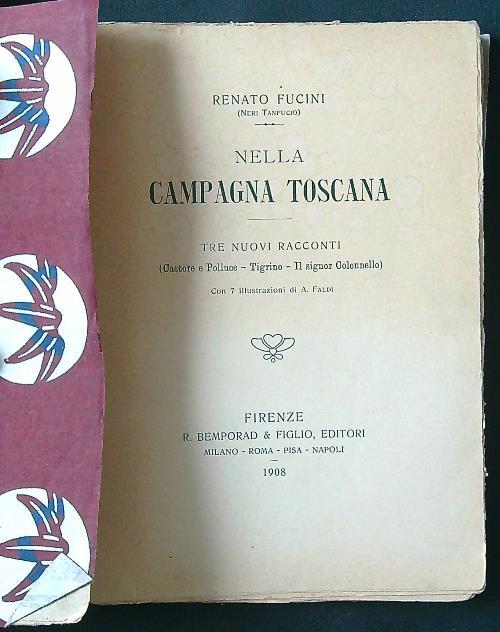 RENATO FUCINI
(NERI TANFUCIO)
NELLA
CAMPAGNA TOSCANA
TRE NUOVI RACCONTI
(Castore e Polluce - Tigrino - Il signor Colonnello)
Con 7 illustrazioni di A. FALDI
FIRENZE
R. BEMPORAD & FIGLIO, EDITORI
MILANO - ROMA - PISA - NAPOLI
1908